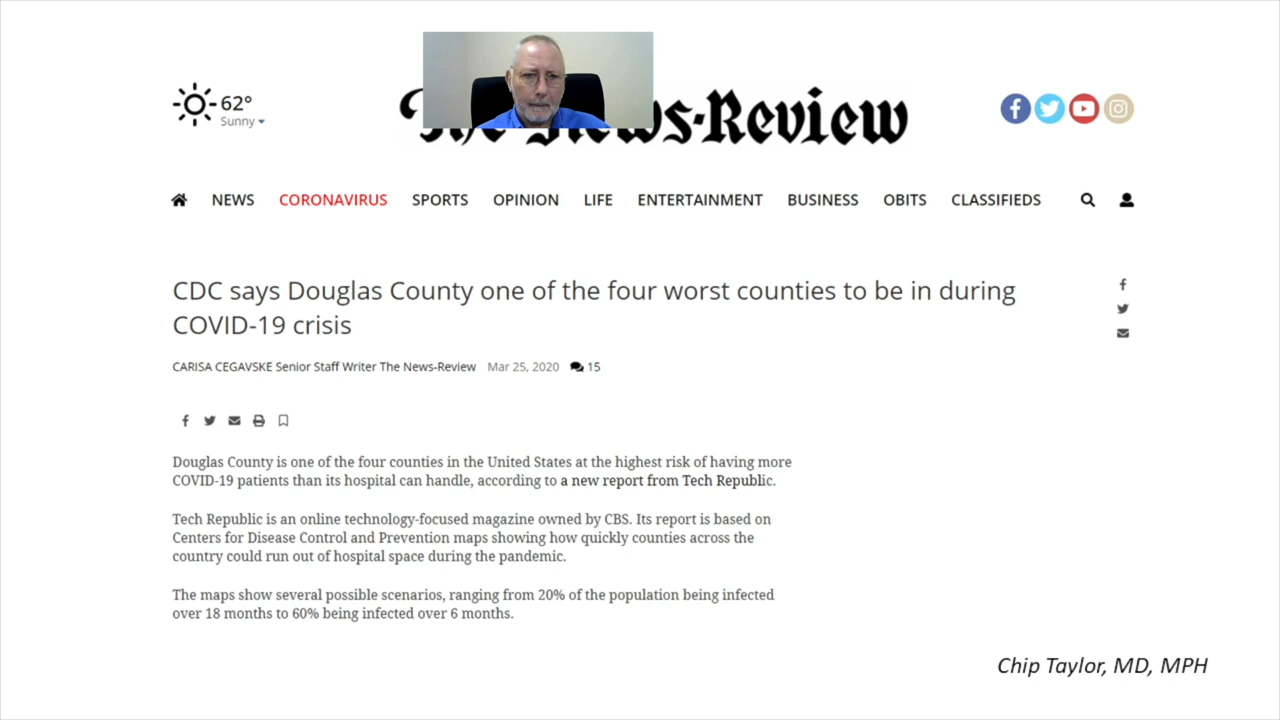 62°
Sunny
The News-Review
NEWS CORONAVIRUS SPORTS OPINION LIFE ENTERTAINMENT BUSINESS OBITS CLASSIFIEDS
CDC says Douglas County one of the four worst counties to be in during
COVID-19 crisis
CARISA CEGAVSKE Senior Staff Writer The News-Review Mar 25, 2020 15
Douglas County is one of the four counties in the United States at the highest risk of having more
COVID-19 patients than its hospital can handle, according to a new report from Tech Republic.
Tech Republic is an online technology-focused magazine owned by CBS. Its report is based on
Centers for Disease Control and Prevention maps showing how quickly counties across the
country could run out of hospital space during the pandemic.
The maps show several possible scenarios, ranging from 20% of the population being infected
over 18 months to 60% being infected over 6 months.
Chip Taylor, MD, MPH